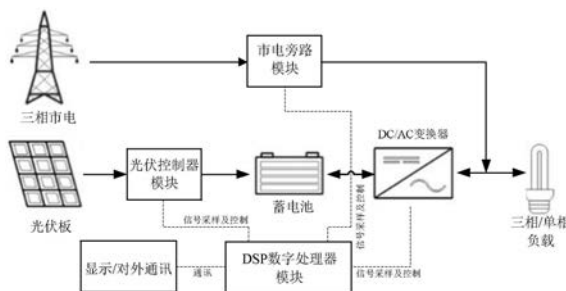 三相市电
市电旁路
模块
DC/AC变换器
光伏板
光伏控制器
模块
蓄电池
三相/单相
负载
信号采样及控制
信号采样及控制
显示/对外通讯
通讯
DSP数字处理器
模块
信号采样及控制